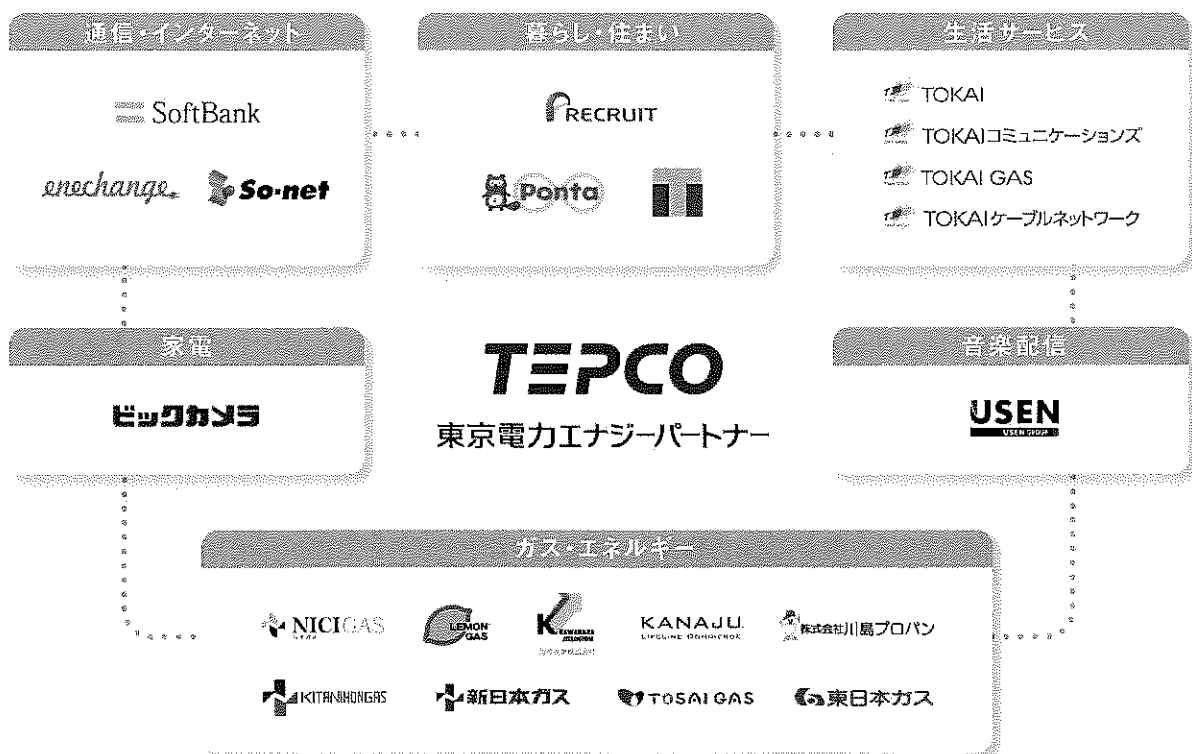 通信・インターネット
SoftBank
enechange
So-net
暮らし・住まい
RECRUIT
Ponta
生活サービス
TOKAI
TOKAIコミュニケーションズ
TOKAI GAS
TOKAIケーブルネットワーク
家電
ビックカメラ
TEPCO
東京電力エナジーパートナー
音楽配信
USEN
USEN GROUP
ガス・エネルギー
NICIGAS
LEMON GAS
KANAJU
株式会社川島プロパン
KITANIHONGAS
新日本ガス
TOSAI GAS
東日本ガス